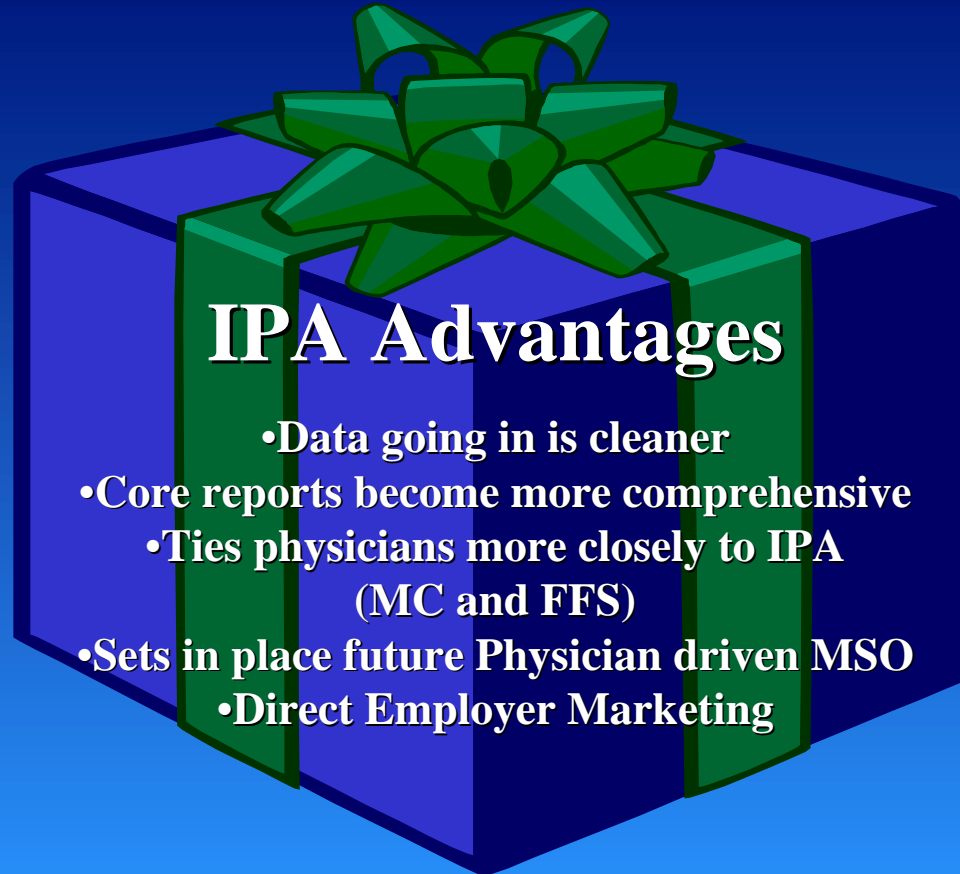 IPA Advantages
•Data going in is cleaner
•Core reports become more comprehensive
•Ties physicians more closely to IPA
(MC and FFS)
•Sets in place future Physician driven MSO
•Direct Employer Marketing